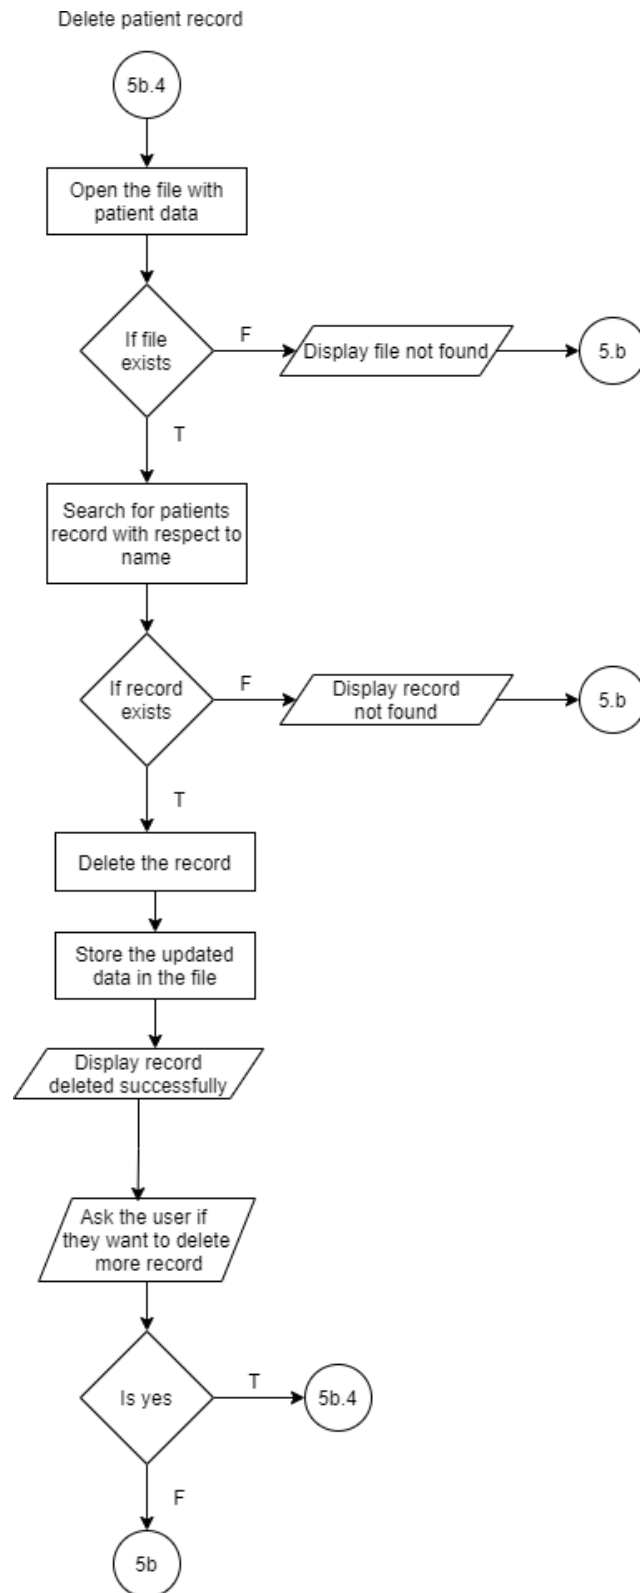 Delete patient record
5b.4
Open the file with
patient data
If file
exists
F
Display file not found
5.b
T
Search for patients
record with respect to
name
If record
exists
F
Display record
not found
5.b
T
Delete the record
Store the updated
data in the file
Display record
deleted successfully
Ask the user if
they want to delete
more record
Is yes
T
5b.4
F
5b